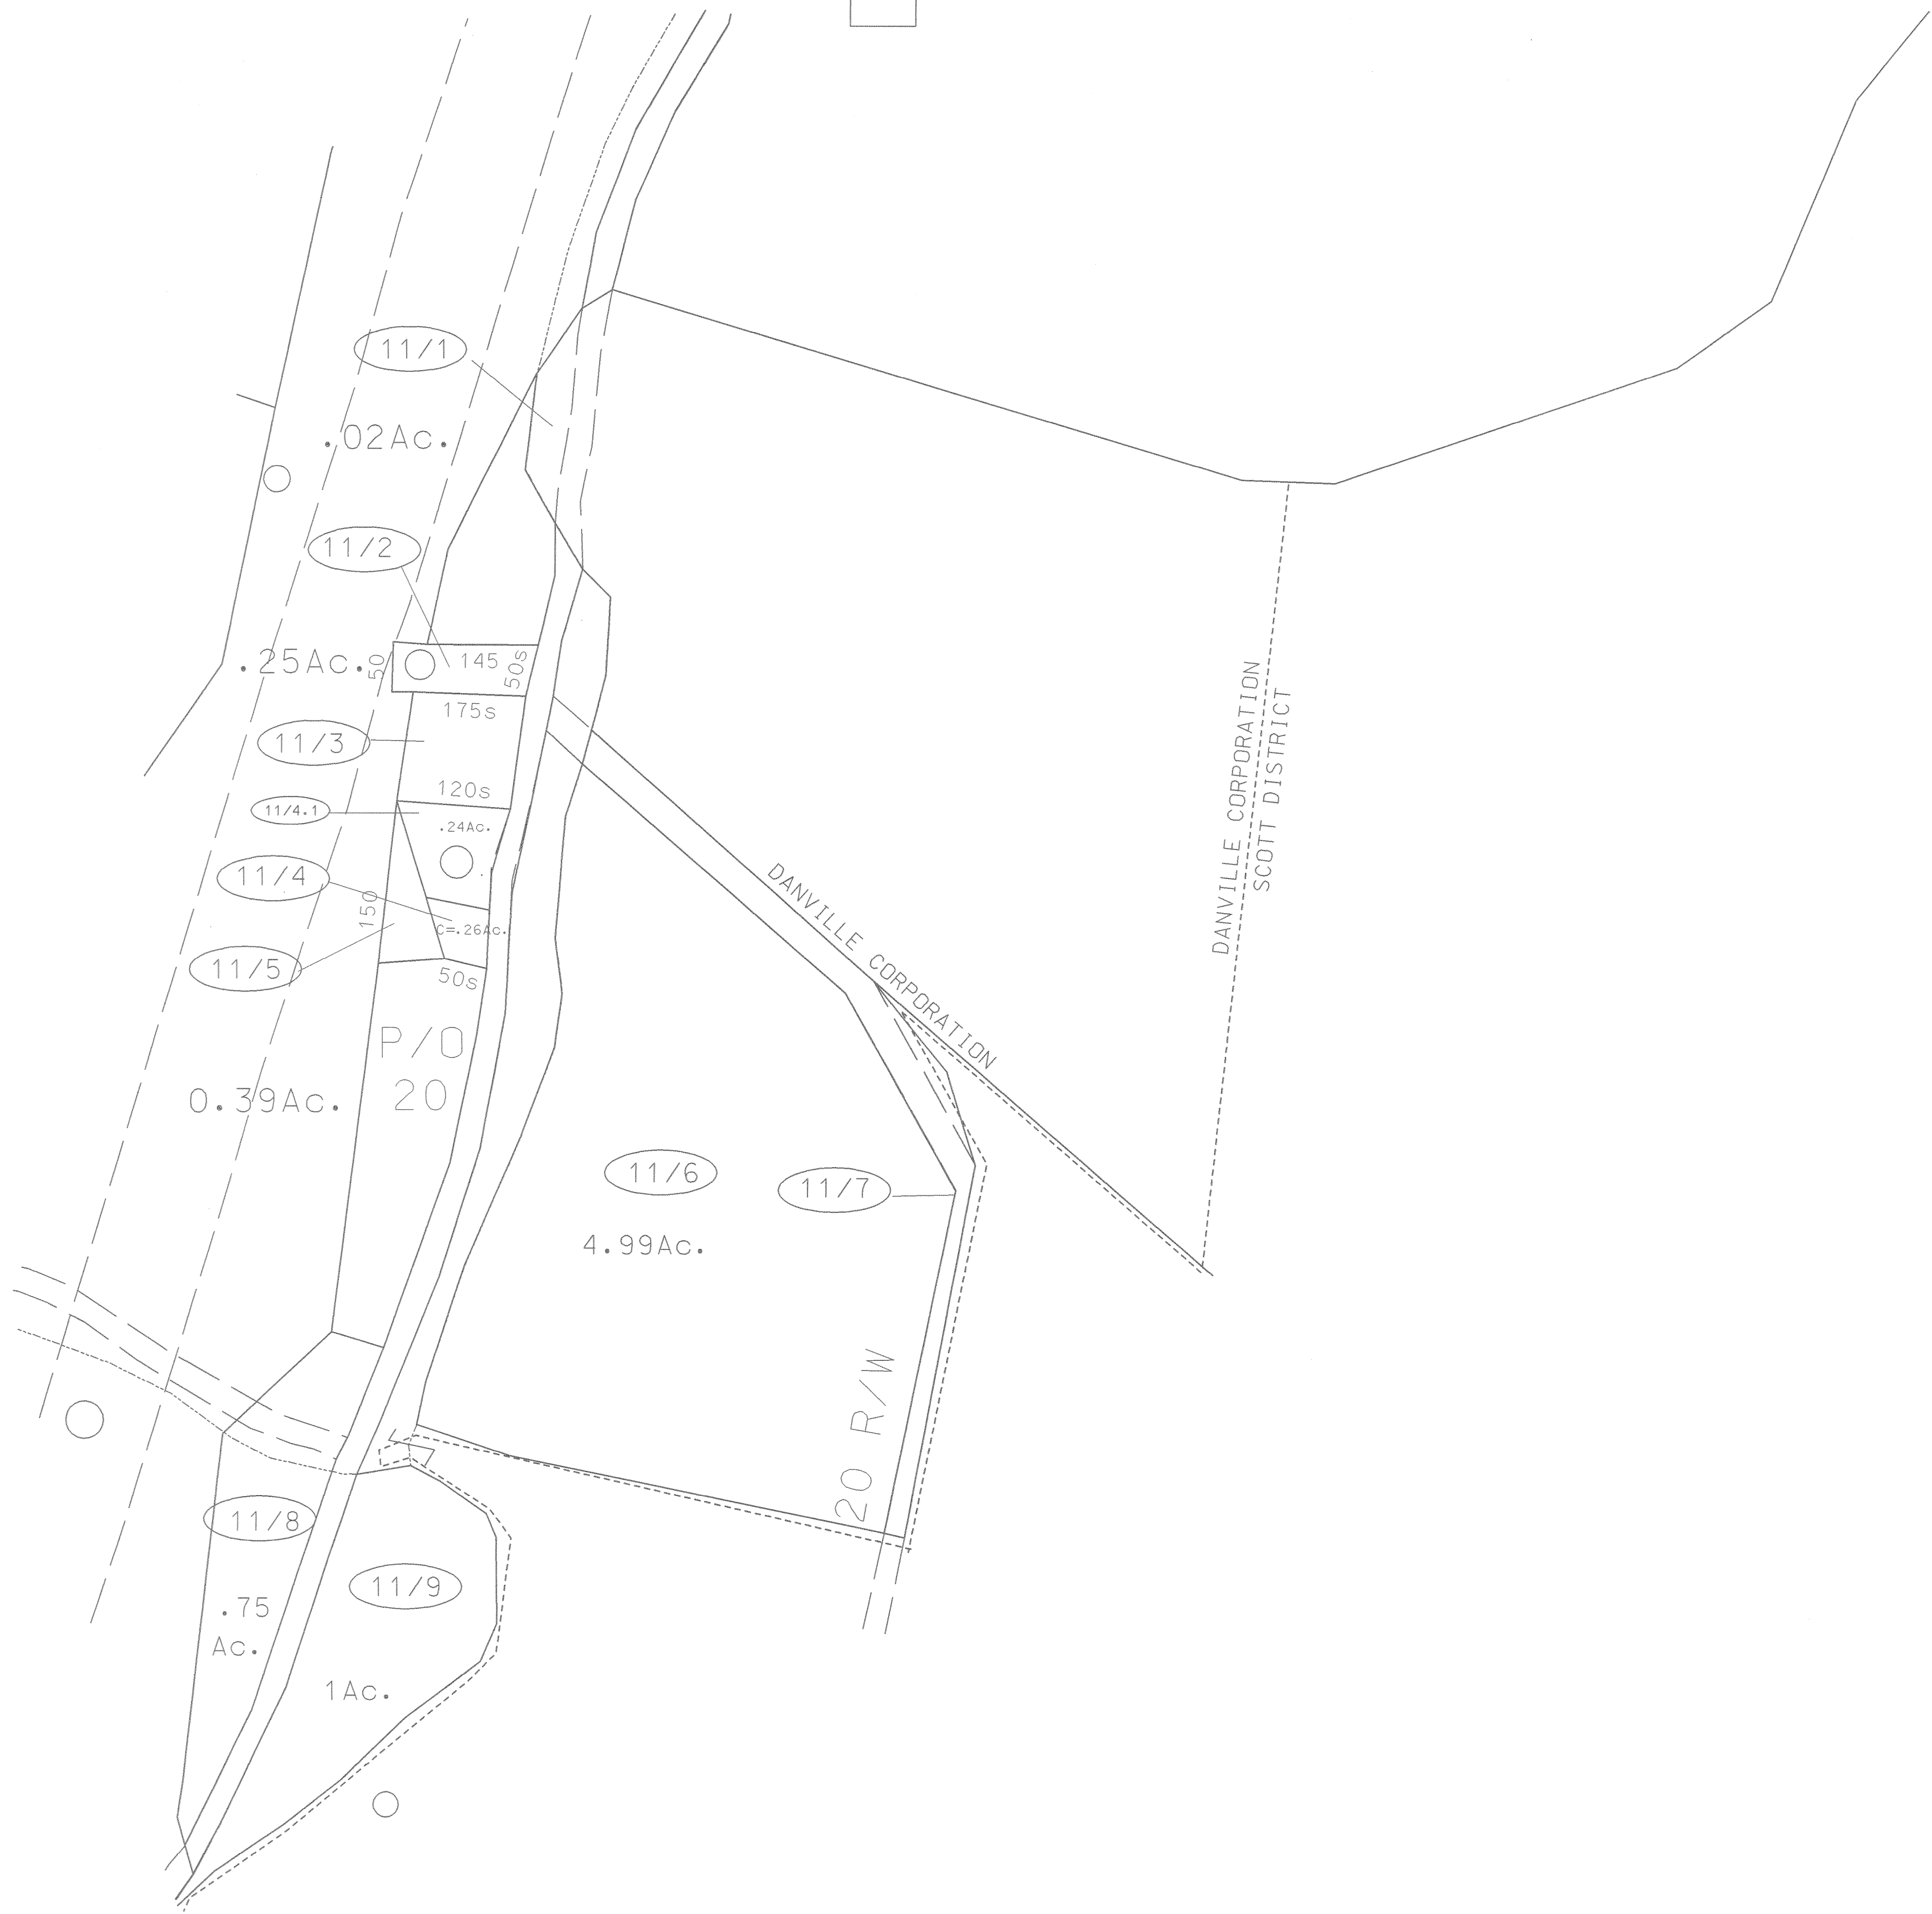 11/1
.02Ac.
11/2
.25Ac.
50
145
50s
175s
11/3
120s
11/4.1
.24Ac.
11/4
150
C=.26Ac.
11/5
50s
P/O
20
0.39Ac.
DANVILLE CORPORATION
DANVILLE CORPORATION
SCOTT DISTRICT
11/6
11/7
4.99Ac.
20 R/W
11/8
11/9
.75
Ac.
1Ac.